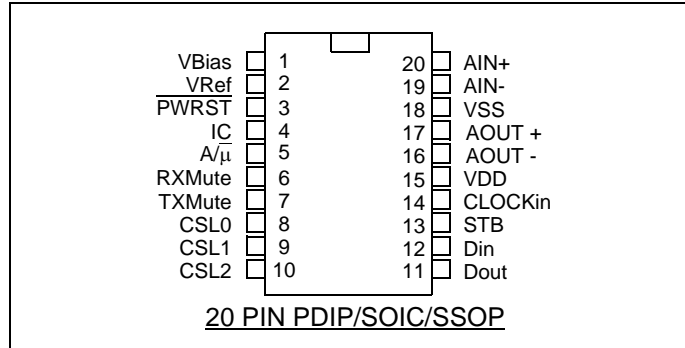 VBias 1 20 AIN+
VRef 2 19 AIN-
PWRST 3 18 VSS
IC 4 17 AOUT +
A/μ 5 16 AOUT -
RXMute 6 15 VDD
TXMute 7 14 CLOCKin
CSL0 8 13 STB
CSL1 9 12 Din
CSL2 10 11 Dout
20 PIN PDIP/SOIC/SSOP